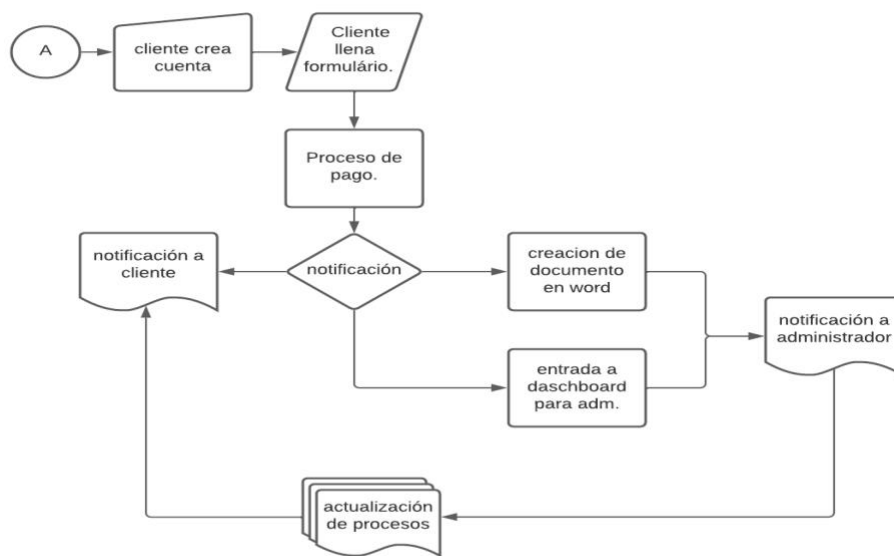 A
cliente crea
cuenta
Cliente
llena
formulário.
Proceso de
pago.
notificación a
cliente
notificación
creacion de
documento
en word
entrada a
daschboard
para adm.
notificación a
administrador
actualización
de procesos